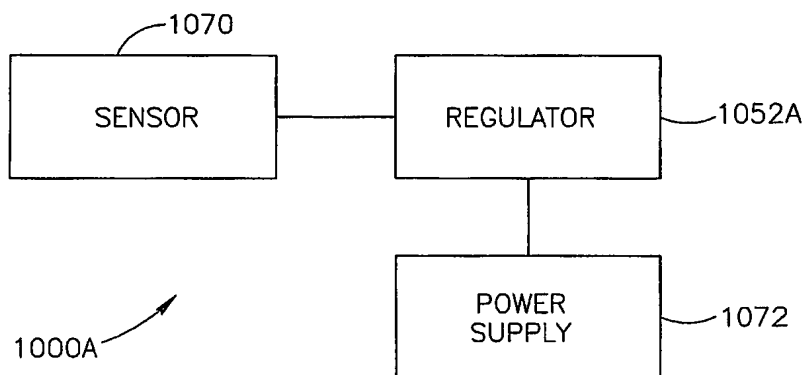 1070
SENSOR
REGULATOR
1052A
POWER
SUPPLY
1072
1000A